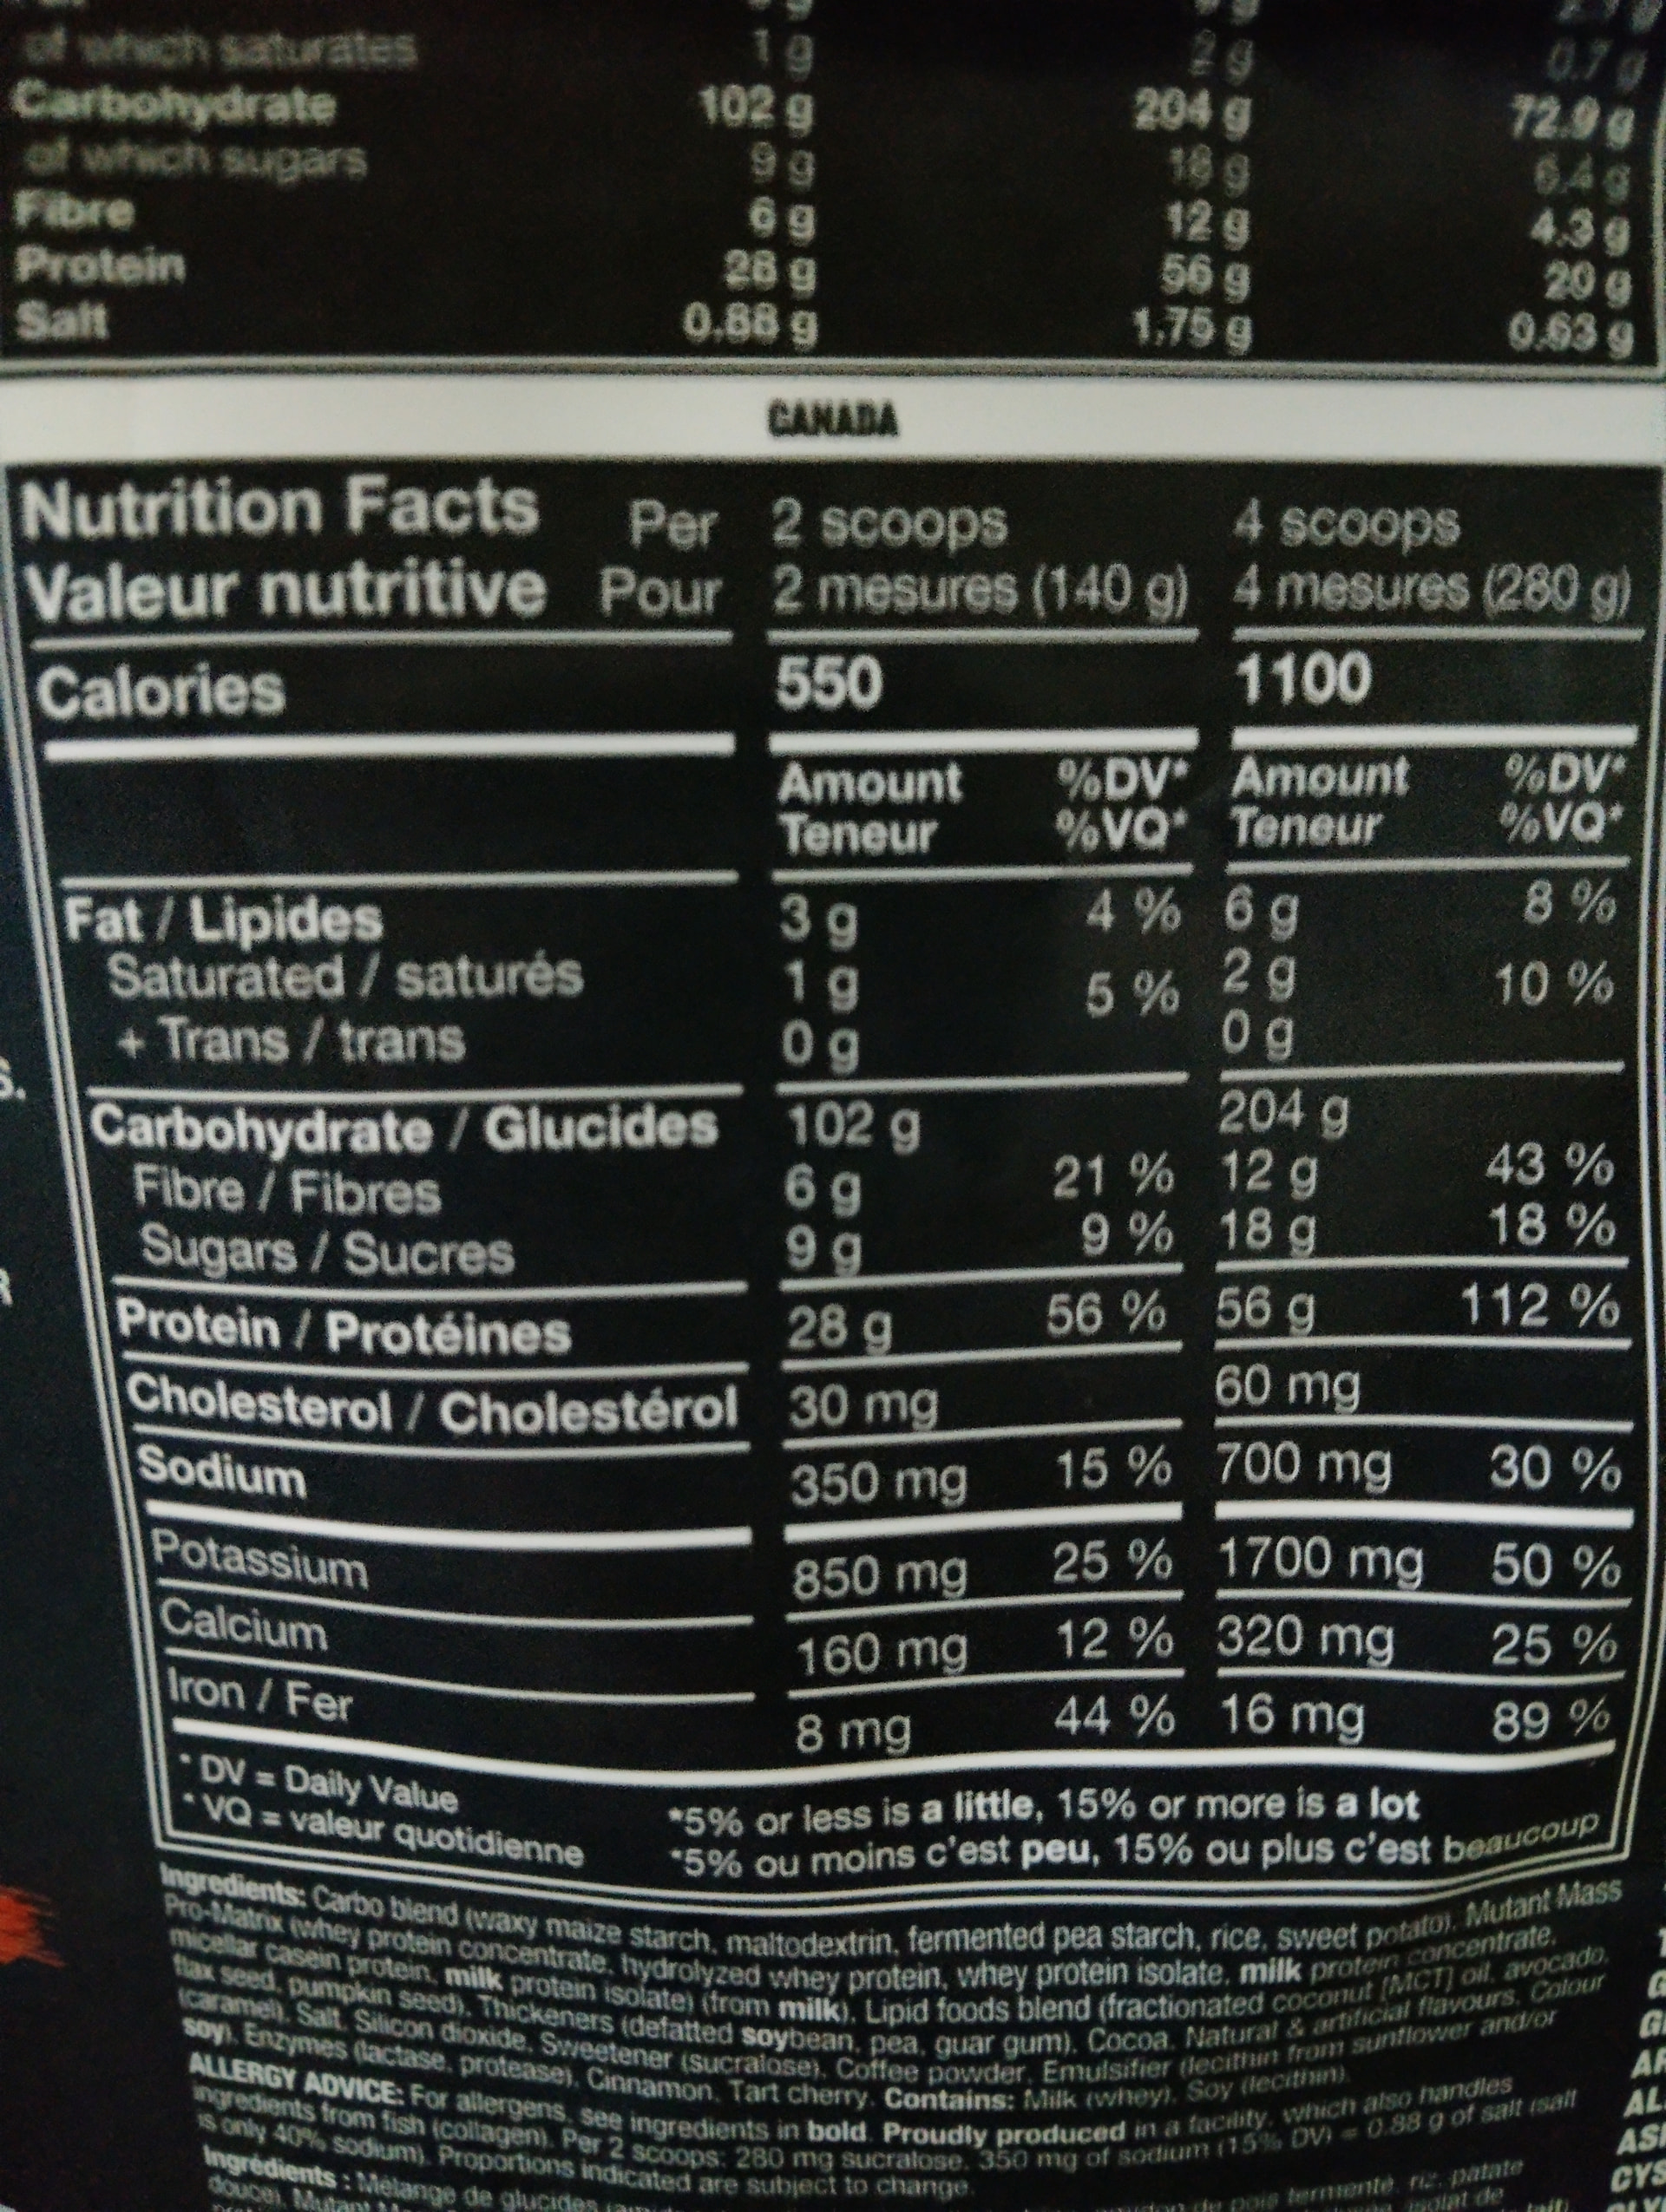 of which saturates 1 g 2 g 0.7 g
Carbohydrate 102 g 204 g 72.9 g
of which sugars 9 g 18 g 6.4 g
Fibre 6 g 12 g 4.3 g
Protein 28 g 56 g 20 g
Salt 0.88 g 1.75 g 0.63 g
CANADA
Nutrition Facts Per 2 scoops 4 scoops
Valeur nutritive Pour 2 mesures (140 g) 4 mesures (280 g)
Calories 550 1100
Amount %DV* Amount %DV*
Teneur %VQ* Teneur %VQ*
Fat / Lipides 3 g 4 % 6 g 8 %
Saturated / saturés 1 g 5 % 2 g 10 %
+ Trans / trans 0 g 0 g
Carbohydrate / Glucides 102 g 204 g
Fibre / Fibres 6 g 21 % 12 g 43 %
Sugars / Sucres 9 g 9 % 18 g 18 %
Protein / Protéines 28 g 56 % 56 g 112 %
Cholesterol / Cholestérol 30 mg 60 mg
Sodium 350 mg 15 % 700 mg 30 %
Potassium 850 mg 25 % 1700 mg 50 %
Calcium 160 mg 12 % 320 mg 25 %
Iron / Fer 8 mg 44 % 16 mg 89 %
* DV = Daily Value *5% or less is a little, 15% or more is a lot
* VQ = valeur quotidienne *5% ou moins c'est peu, 15% ou plus c'est beaucoup
Ingredients: Carbo blend (waxy maize starch, maltodextrin, fermented pea starch, rice, sweet potato). Mutant Mass
Pro-Matrix (whey protein concentrate, hydrolyzed whey protein, whey protein isolate, milk protein concentrate,
micellar casein protein, milk protein isolate) (from milk). Lipid foods blend (fractionated coconut [MCT] oil, avocado,
flax seed, pumpkin seed). Thickeners (defatted soybean, pea, guar gum). Cocoa. Natural & artificial flavours. Colour
(caramel). Salt. Silicon dioxide. Sweetener (sucralose). Coffee powder. Emulsifier (lecithin from sunflower and/or
soy). Enzymes (lactase, protease). Cinnamon. Tart cherry. Contains: Milk (whey), Soy (lecithin).
ALLERGY ADVICE: For allergens, see ingredients in bold. Proudly produced in a facility, which also handles
ingredients from fish (collagen). Per 2 scoops: 280 mg sucralose. 350 mg of sodium (15% DV) = 0.88 g of salt (salt
is only 40% sodium). Proportions indicated are subject to change.
Ingrédients : Mélange de glucides de pois fermenté, riz, patate